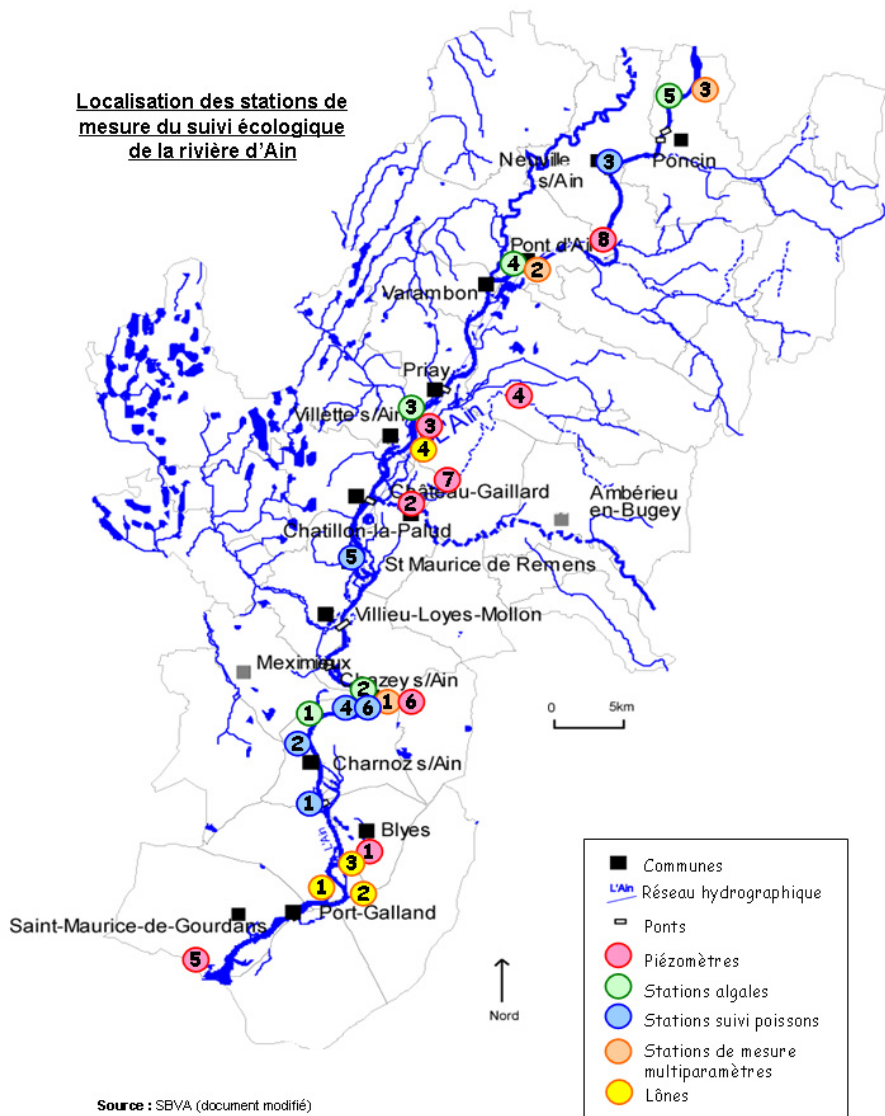 Localisation des stations de
mesure du suivi écologique
de la rivière d'Ain
5
3
Neuville
s/Ain
3
Poncin
8
Pont d'Ain
4
2
Varambon
Priay
4
3
Villette s/Ain
3
L'Ain
4
7
Château-Gaillard
2
Ambérieu
en-Bugey
Chatillon-la-Palud
5
St Maurice de Remens
Villieu-Loyes-Mollon
Meximieux
Chazey s/Ain
2
1
4
6
1
6
0
5km
2
Charnoz s/Ain
1
L'Ain
Blyes
1
3
1
2
Port-Galland
Saint-Maurice-de-Gourdans
5
Nord
Communes
L'Ain
Réseau hydrographique
Ponts
Piézomètres
Stations algales
Stations suivi poissons
Stations de mesure
multiparamètres
Lônes
Source : SBVA (document modifié)